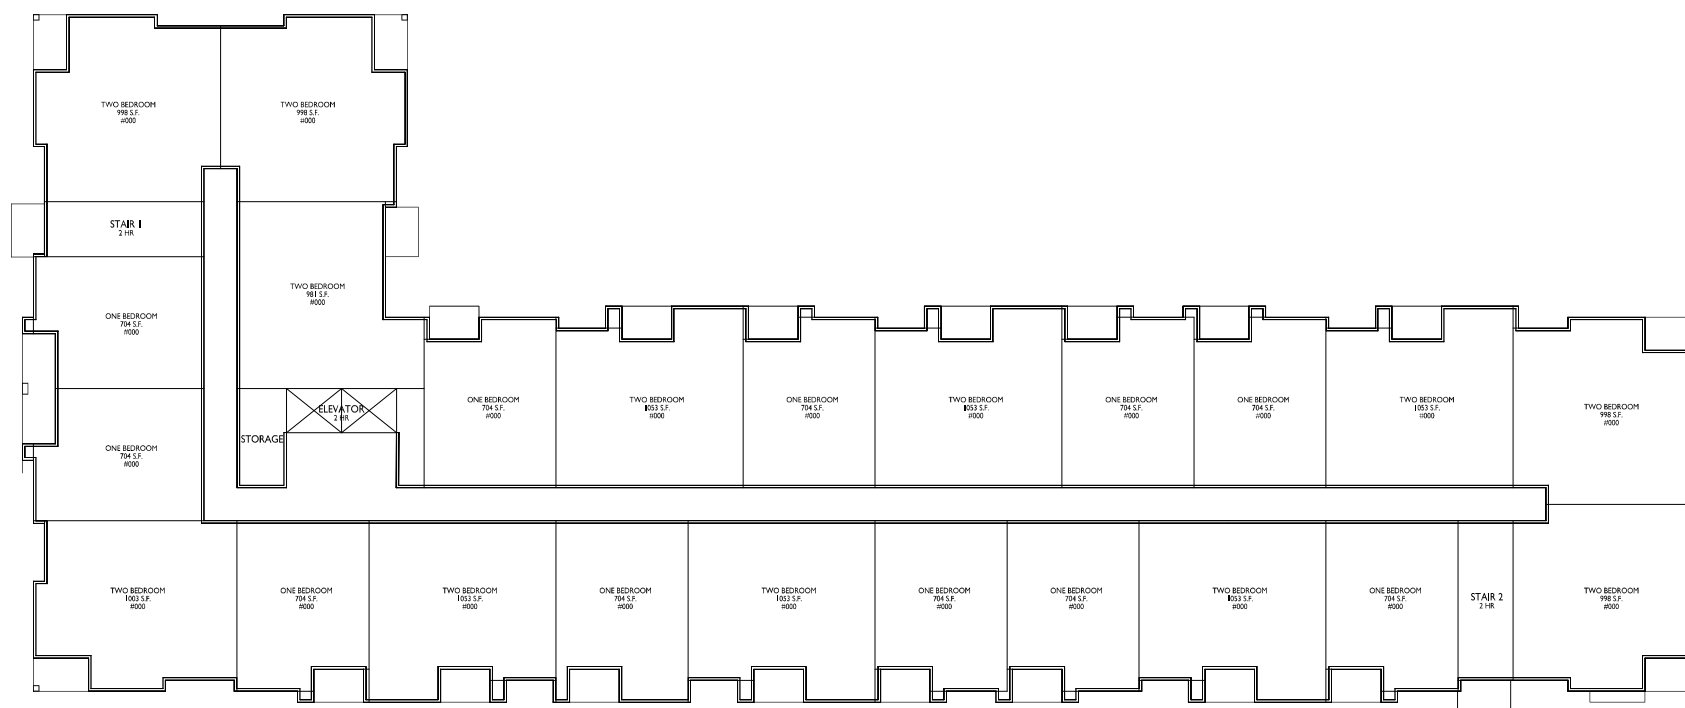 TWO BEDROOM
998 S.F.
#000
TWO BEDROOM
998 S.F.
#000
STAIR 1
2 HR
TWO BEDROOM
981 S.F.
#000
ONE BEDROOM
704 S.F.
#000
ONE BEDROOM
704 S.F.
#000
ELEVATOR
2 HR
STORAGE
ONE BEDROOM
704 S.F.
#000
TWO BEDROOM
1053 S.F.
#000
ONE BEDROOM
704 S.F.
#000
TWO BEDROOM
1053 S.F.
#000
ONE BEDROOM
704 S.F.
#000
ONE BEDROOM
704 S.F.
#000
TWO BEDROOM
1053 S.F.
#000
TWO BEDROOM
998 S.F.
#000
TWO BEDROOM
1003 S.F.
#000
ONE BEDROOM
704 S.F.
#000
TWO BEDROOM
1053 S.F.
#000
ONE BEDROOM
704 S.F.
#000
TWO BEDROOM
1053 S.F.
#000
ONE BEDROOM
704 S.F.
#000
ONE BEDROOM
704 S.F.
#000
TWO BEDROOM
1053 S.F.
#000
ONE BEDROOM
704 S.F.
#000
STAIR 2
2 HR
TWO BEDROOM
998 S.F.
#000